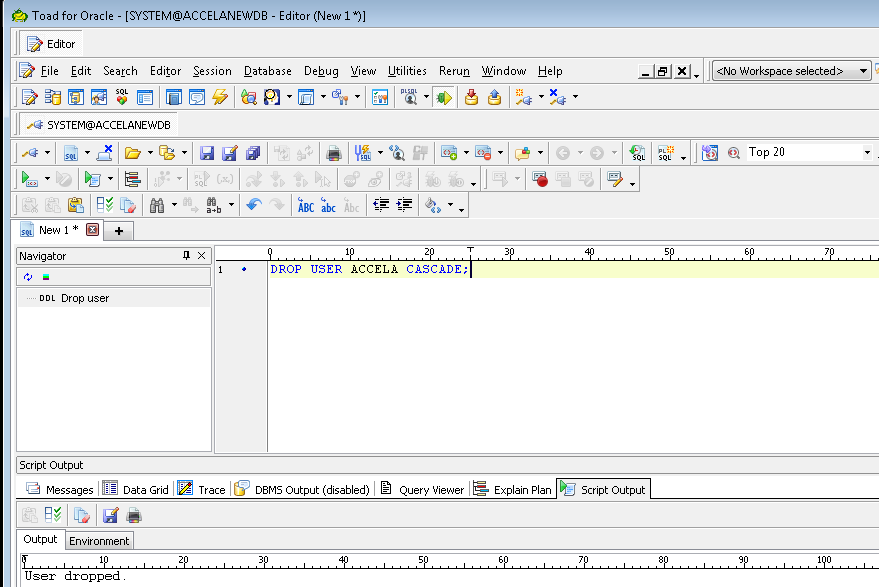 Toad for Oracle - [SYSTEM@ACCELANEWDB - Editor (New 1 *)]
Editor
File Edit Search Editor Session Database Debug View Utilities Rerun Window Help <No Workspace selected>
SYSTEM@ACCELANEWDB
Top 20
New 1 *
Navigator
0 10 20 30 40 50 60 70
1 DROP USER ACCELA CASCADE;
DDL Drop user
Script Output
Messages Data Grid Trace DBMS Output (disabled) Query Viewer Explain Plan Script Output
Output Environment
0 10 20 30 40 50 60 70 80 90 100
User dropped.